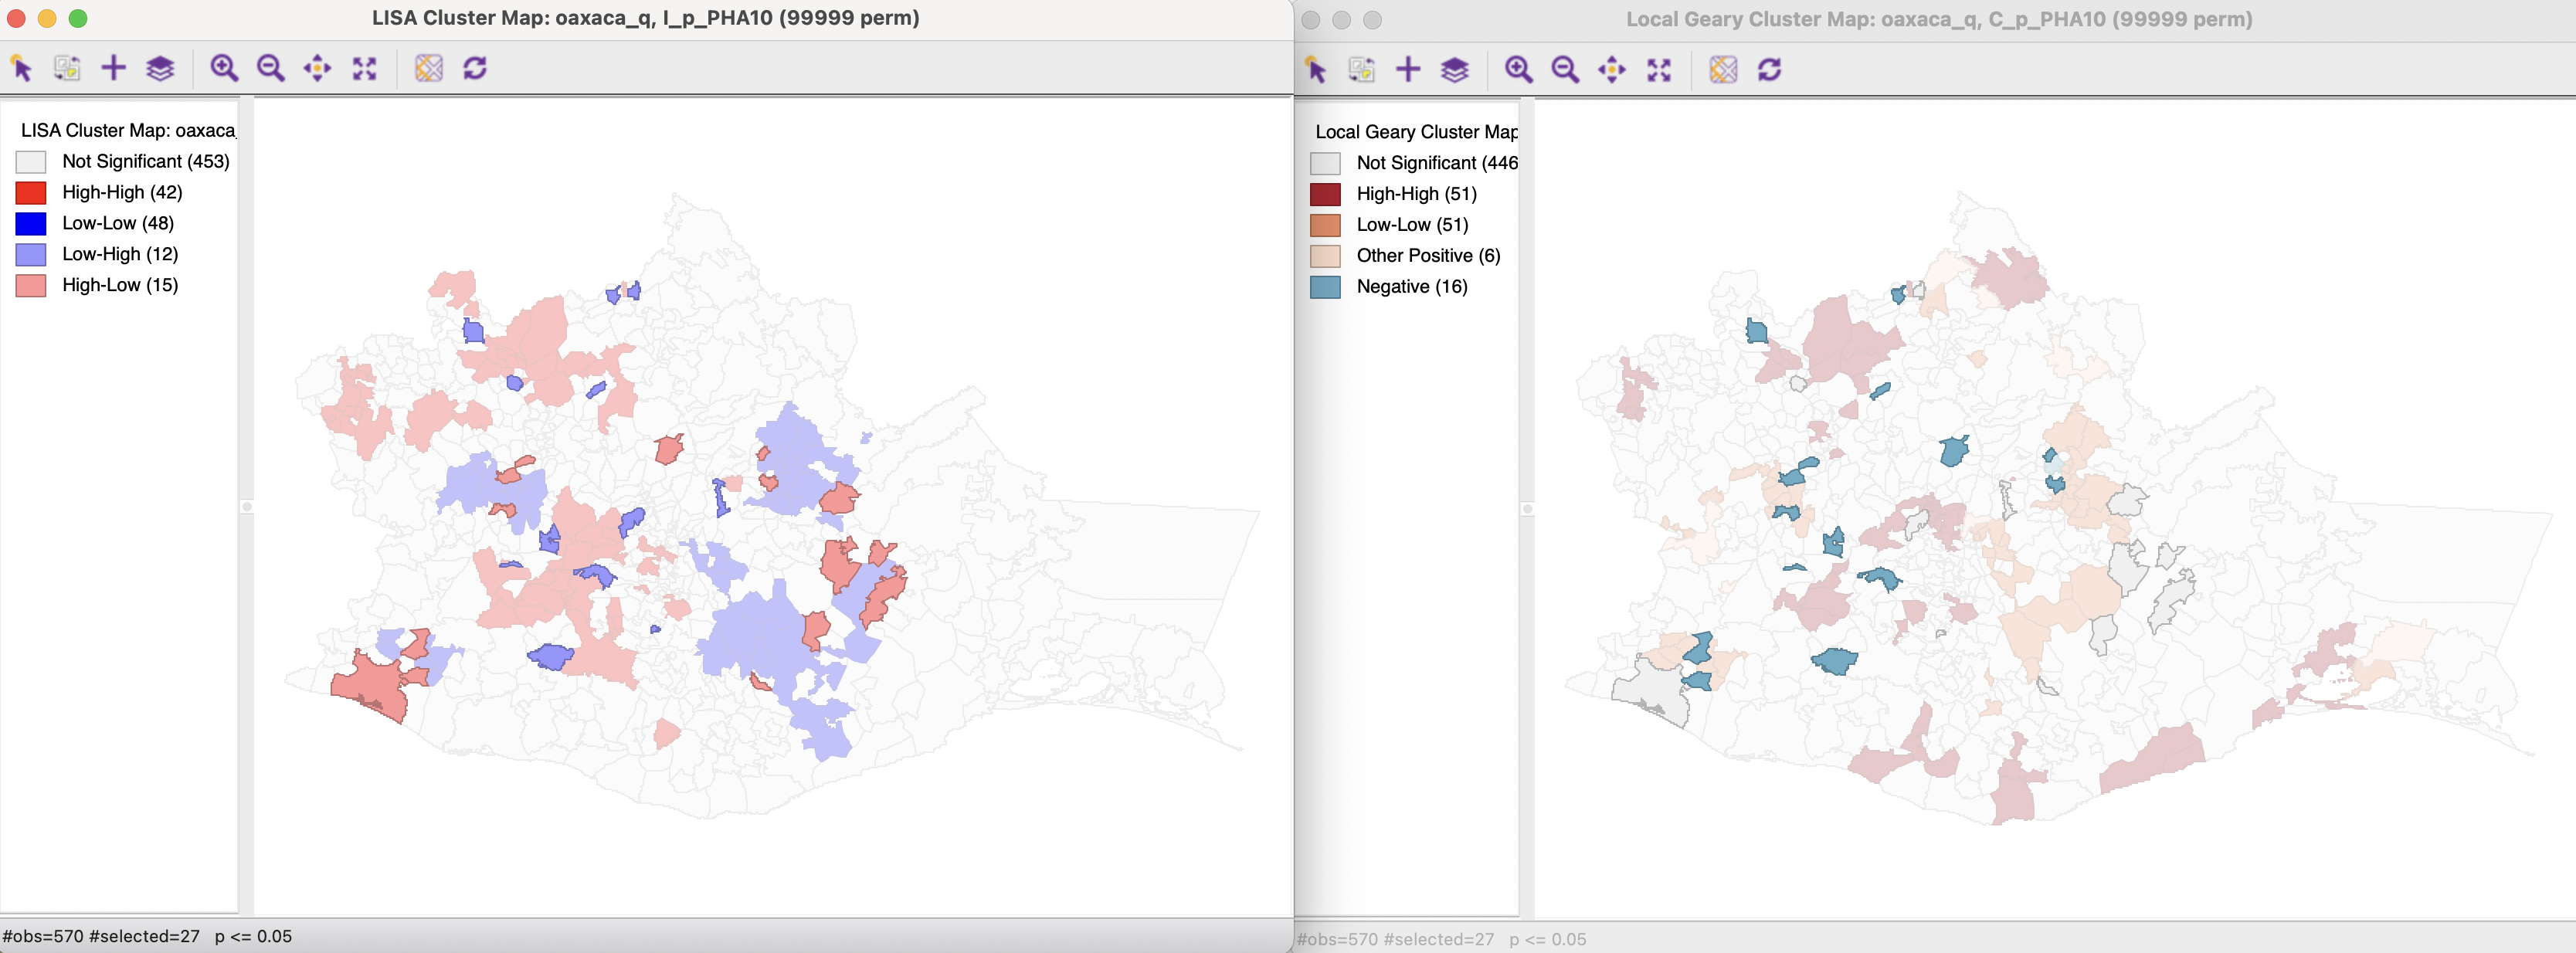 LISA Cluster Map: oaxaca_q, I_p_PHA10 (99999 perm)
LISA Cluster Map: oaxaca_
Not Significant (453)
High-High (42)
Low-Low (48)
Low-High (12)
High-Low (15)
#obs=570 #selected=27 p <= 0.05
Local Geary Cluster Map: oaxaca_q, C_p_PHA10 (99999 perm)
Local Geary Cluster Map
Not Significant (446
High-High (51)
Low-Low (51)
Other Positive (6)
Negative (16)
#obs=570 #selected=27 p <= 0.05